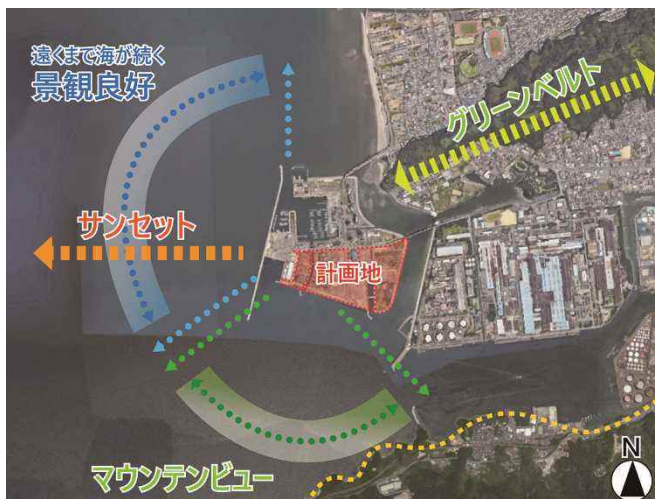 遠くまで海が続く
景観良好
グリーンベルト
サンセット
計画地
マウンテンビュー
N